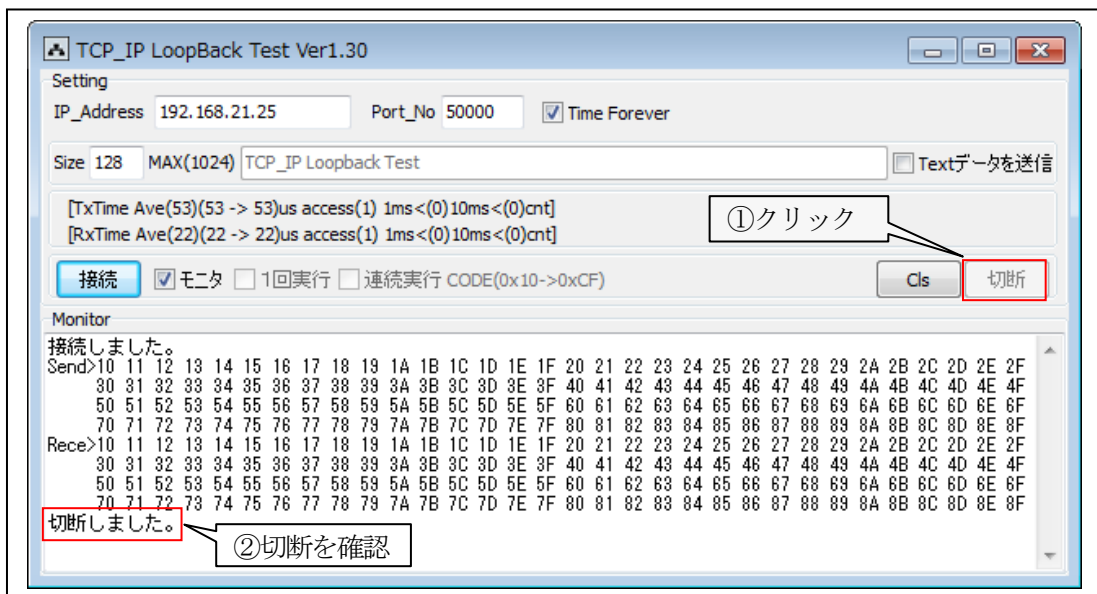 TCP_IP LoopBack Test Ver1.30
Setting
IP_Address 192.168.21.25 Port_No 50000 Time Forever
Size 128 MAX(1024) TCP_IP Loopback Test Textデータを送信
[TxTime Ave(53)(53 -> 53)us access(1) 1ms<(0)10ms<(0)cnt]
[RxTime Ave(22)(22 -> 22)us access(1) 1ms<(0)10ms<(0)cnt]
①クリック
接続 モニタ 1回実行 連続実行 CODE(0x10->0xCF) Cls 切断
Monitor
接続しました。
Send>10 11 12 13 14 15 16 17 18 19 1A 1B 1C 1D 1E 1F 20 21 22 23 24 25 26 27 28 29 2A 2B 2C 2D 2E 2F
30 31 32 33 34 35 36 37 38 39 3A 3B 3C 3D 3E 3F 40 41 42 43 44 45 46 47 48 49 4A 4B 4C 4D 4E 4F
50 51 52 53 54 55 56 57 58 59 5A 5B 5C 5D 5E 5F 60 61 62 63 64 65 66 67 68 69 6A 6B 6C 6D 6E 6F
70 71 72 73 74 75 76 77 78 79 7A 7B 7C 7D 7E 7F 80 81 82 83 84 85 86 87 88 89 8A 8B 8C 8D 8E 8F
Rece>10 11 12 13 14 15 16 17 18 19 1A 1B 1C 1D 1E 1F 20 21 22 23 24 25 26 27 28 29 2A 2B 2C 2D 2E 2F
30 31 32 33 34 35 36 37 38 39 3A 3B 3C 3D 3E 3F 40 41 42 43 44 45 46 47 48 49 4A 4B 4C 4D 4E 4F
50 51 52 53 54 55 56 57 58 59 5A 5B 5C 5D 5E 5F 60 61 62 63 64 65 66 67 68 69 6A 6B 6C 6D 6E 6F
70 71 72 73 74 75 76 77 78 79 7A 7B 7C 7D 7E 7F 80 81 82 83 84 85 86 87 88 89 8A 8B 8C 8D 8E 8F
切断しました。
②切断を確認